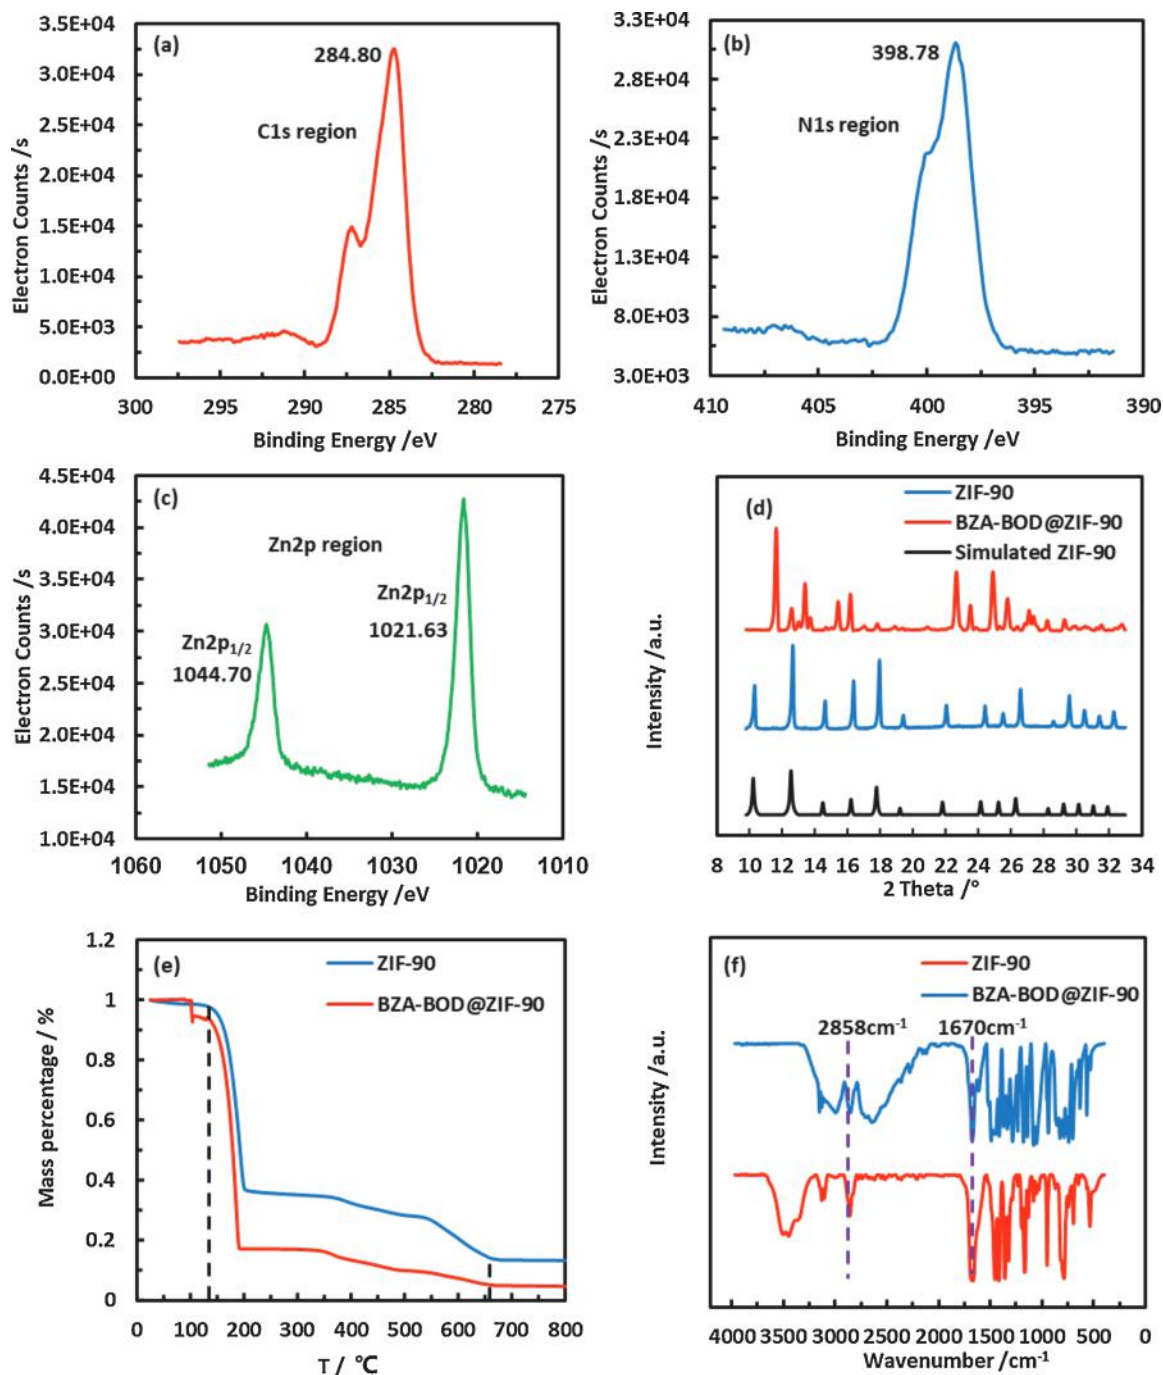 (a)
284.80
C1s region
3.5E+04
3.0E+04
2.5E+04
2.0E+04
1.5E+04
1.0E+04
5.0E+03
0.0E+00
Electron Counts /s
300 295 290 285 280 275
Binding Energy /eV
(b)
398.78
N1s region
3.3E+04
2.8E+04
2.3E+04
1.8E+04
1.3E+04
8.0E+03
3.0E+03
Electron Counts /s
410 405 400 395 390
Binding Energy /eV
(c)
Zn2p region
Zn2p1/2
1021.63
Zn2p1/2
1044.70
4.5E+04
4.0E+04
3.5E+04
3.0E+04
2.5E+04
2.0E+04
1.5E+04
1.0E+04
Electron Counts /s
1060 1050 1040 1030 1020 1010
Binding Energy /eV
(d)
ZIF-90
BZA-BOD@ZIF-90
Simulated ZIF-90
Intensity /a.u.
8 10 12 14 16 18 20 22 24 26 28 30 32 34
2 Theta /°
(e)
ZIF-90
BZA-BOD@ZIF-90
1.2
1
0.8
0.6
0.4
0.2
0
Mass percentage / %
0 100 200 300 400 500 600 700 800
T / ℃
(f)
ZIF-90
BZA-BOD@ZIF-90
2858cm-1 1670cm-1
Intensity /a.u.
4000 3500 3000 2500 2000 1500 1000 500 0
Wavenumber /cm-1